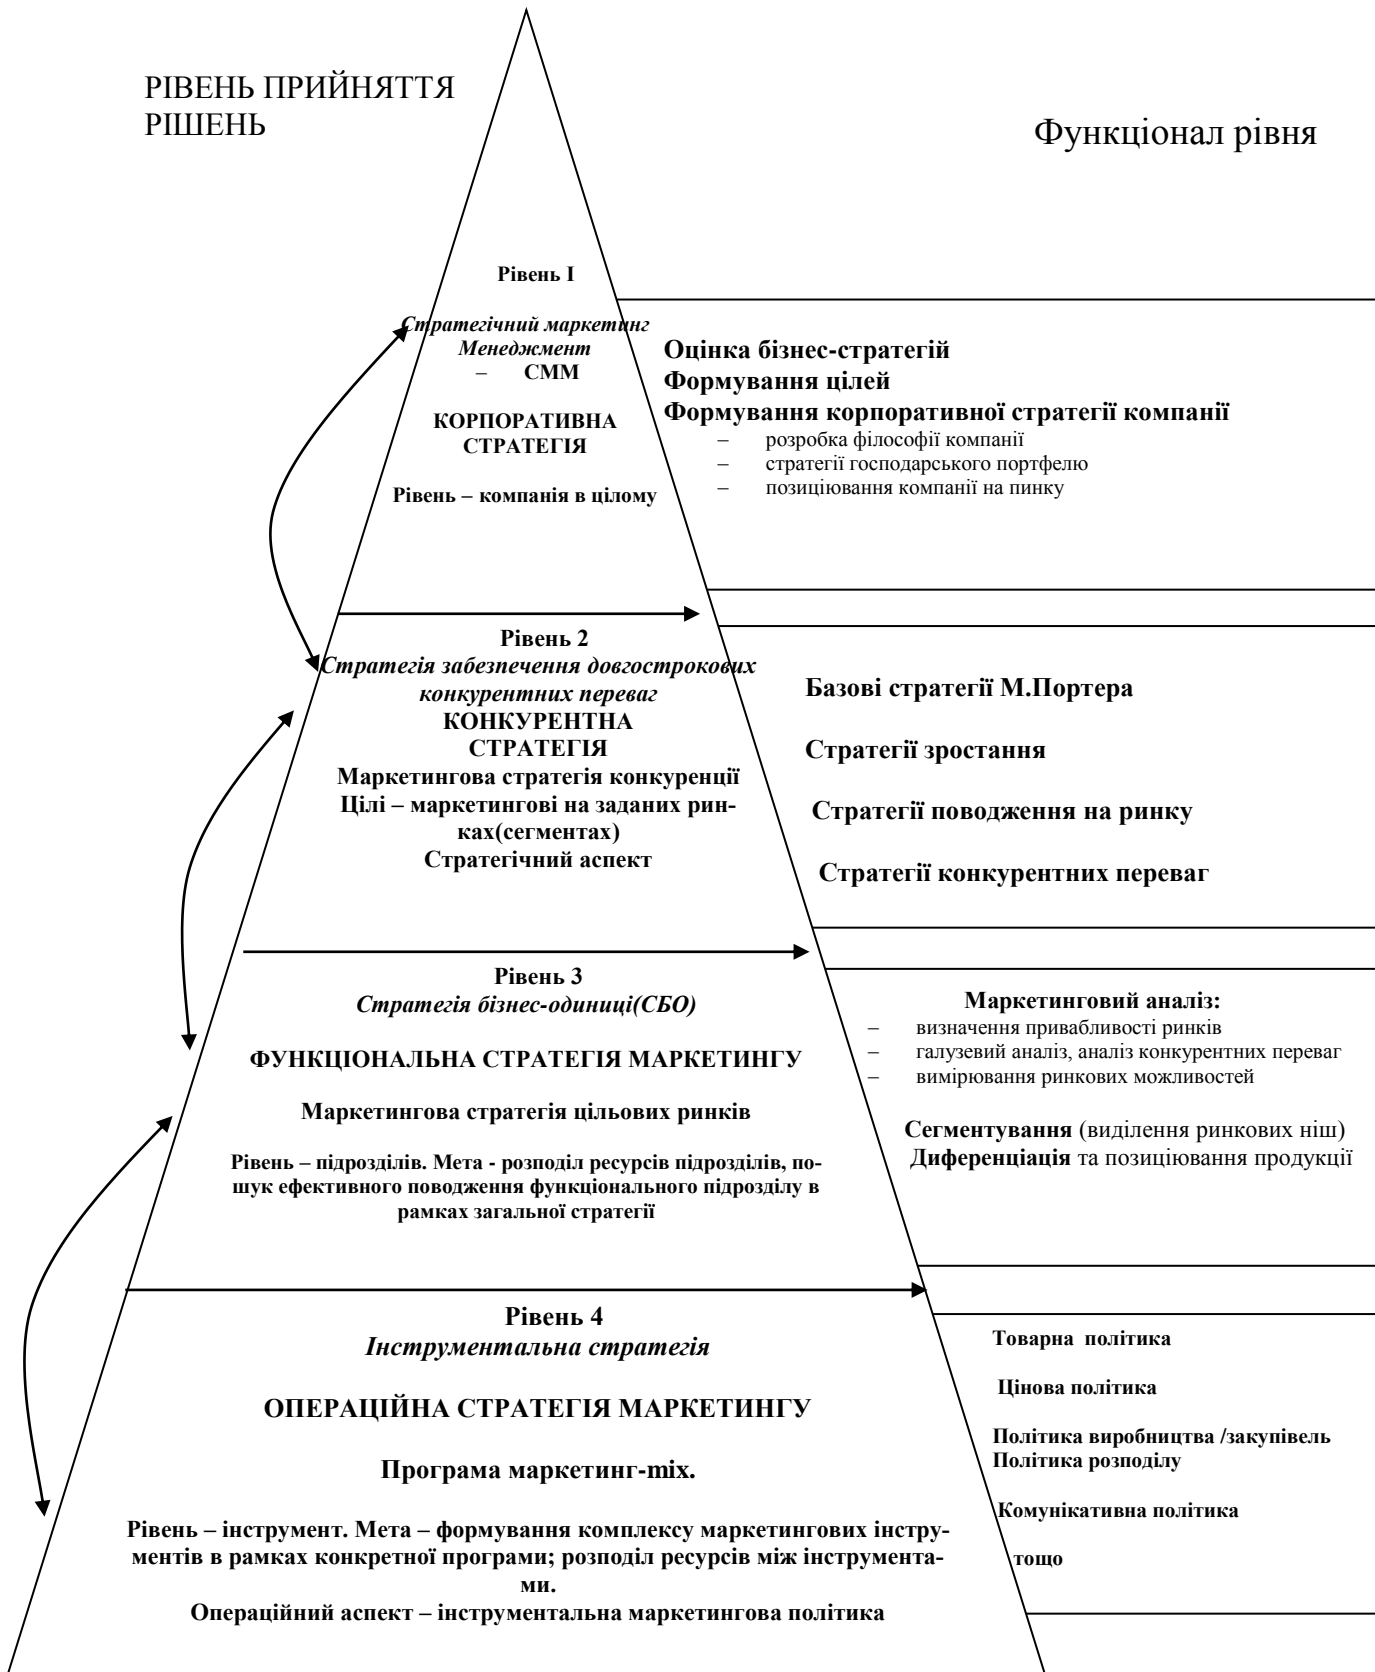 РІВЕНЬ ПРИЙНЯТТЯ
РІШЕНЬ
Функціонал рівня
Рівень І
Стратегічний маркетинг
Менеджмент
– СММ
КОРПОРАТИВНА
СТРАТЕГІЯ
Рівень – компанія в цілому
Оцінка бізнес-стратегій
Формування цілей
Формування корпоративної стратегії компанії
– розробка філософії компанії
– стратегії господарського портфелю
– позиціювання компанії на пинку
Рівень 2
Стратегія забезпечення довгострокових
конкурентних переваг
КОНКУРЕНТНА
СТРАТЕГІЯ
Маркетингова стратегія конкуренції
Цілі – маркетингові на заданих рин-
ках(сегментах)
Стратегічний аспект
Базові стратегії М.Портера
Стратегії зростання
Стратегії поводження на ринку
Стратегії конкурентних переваг
Рівень 3
Стратегія бізнес-одиниці(СБО)
ФУНКЦІОНАЛЬНА СТРАТЕГІЯ МАРКЕТИНГУ
Маркетингова стратегія цільових ринків
Рівень – підрозділів. Мета - розподіл ресурсів підрозділів, по-
шук ефективного поводження функціонального підрозділу в
рамках загальної стратегії
Маркетинговий аналіз:
– визначення привабливості ринків
– галузевий аналіз, аналіз конкурентних переваг
– вимірювання ринкових можливостей
Сегментування (виділення ринкових ніш)
Диференціація та позиціювання продукції
Рівень 4
Інструментальна стратегія
ОПЕРАЦІЙНА СТРАТЕГІЯ МАРКЕТИНГУ
Програма маркетинг-mix.
Рівень – інструмент. Мета – формування комплексу маркетингових інстру-
ментів в рамках конкретної програми; розподіл ресурсів між інструмента-
ми.
Операційний аспект – інструментальна маркетингова політика
Товарна політика
Цінова політика
Політика виробництва /закупівель
Політика розподілу
Комунікативна політика
тощо